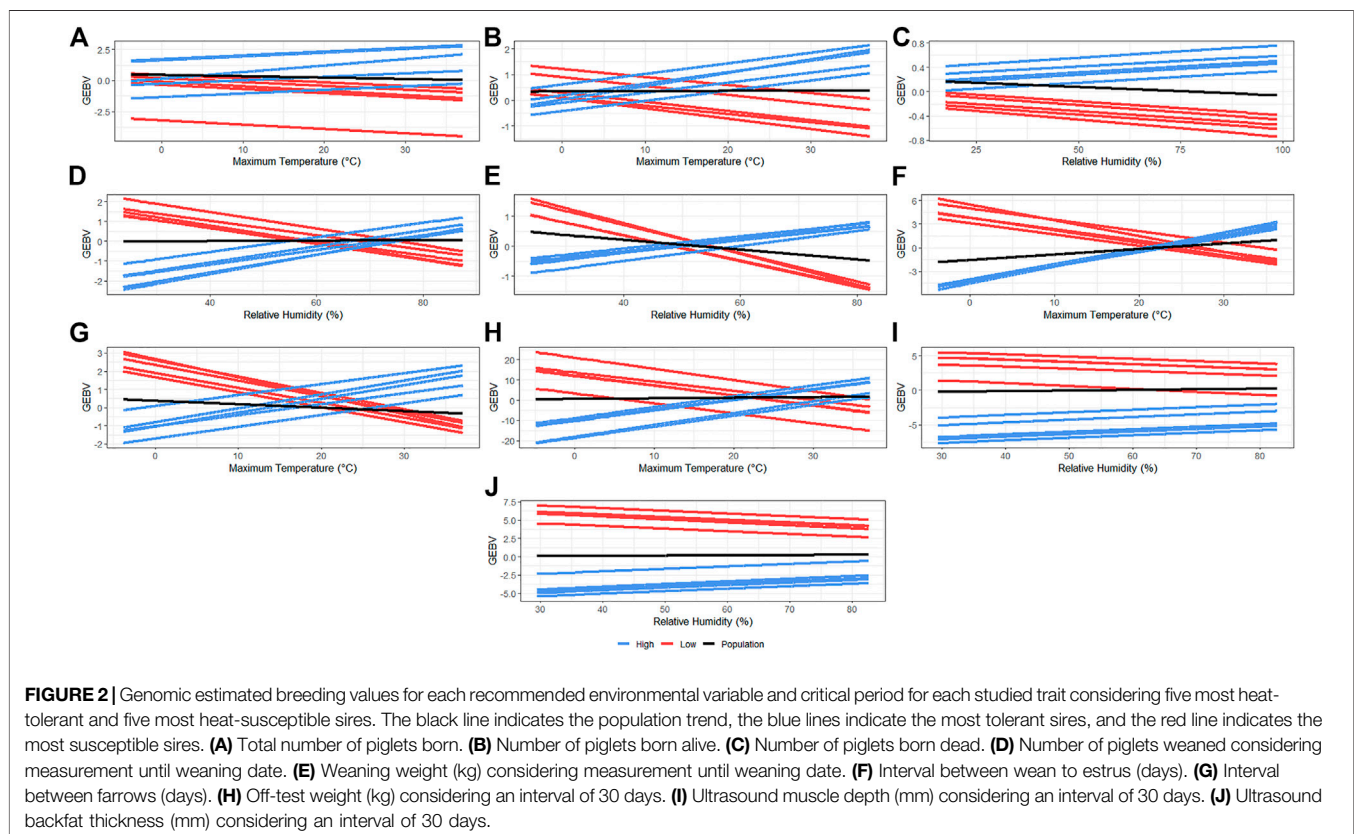 A
GEBV
2.5
0.0
-2.5
0 10 20 30
Maximum Temperature (°C)
B
GEBV
2
1
0
-1
0 10 20 30
Maximum Temperature (°C)
C
GEBV
0.8
0.4
0.0
-0.4
-0.8
25 50 75 100
Relative Humidity (%)
D
GEBV
2
1
0
-1
-2
40 60 80
Relative Humidity (%)
E
GEBV
1
0
-1
40 60 80
Relative Humidity (%)
F
GEBV
6
3
0
-3
0 10 20 30
Maximum Temperature (°C)
G
GEBV
3
2
1
0
-1
-2
0 10 20 30
Maximum Temperature (°C)
H
GEBV
20
10
0
-10
-20
0 10 20 30
Maximum Temperature (°C)
I
GEBV
5
0
-5
30 40 50 60 70 80
Relative Humidity (%)
J
GEBV
7.5
5.0
2.5
0.0
-2.5
-5.0
30 40 50 60 70 80
Relative Humidity (%)
High Low Population
FIGURE 2 | Genomic estimated breeding values for each recommended environmental variable and critical period for each studied trait considering five most heat-
tolerant and five most heat-susceptible sires. The black line indicates the population trend, the blue lines indicate the most tolerant sires, and the red line indicates the
most susceptible sires. (A) Total number of piglets born. (B) Number of piglets born alive. (C) Number of piglets born dead. (D) Number of piglets weaned considering
measurement until weaning date. (E) Weaning weight (kg) considering measurement until weaning date. (F) Interval between wean to estrus (days). (G) Interval
between farrows (days). (H) Off-test weight (kg) considering an interval of 30 days. (I) Ultrasound muscle depth (mm) considering an interval of 30 days. (J) Ultrasound
backfat thickness (mm) considering an interval of 30 days.